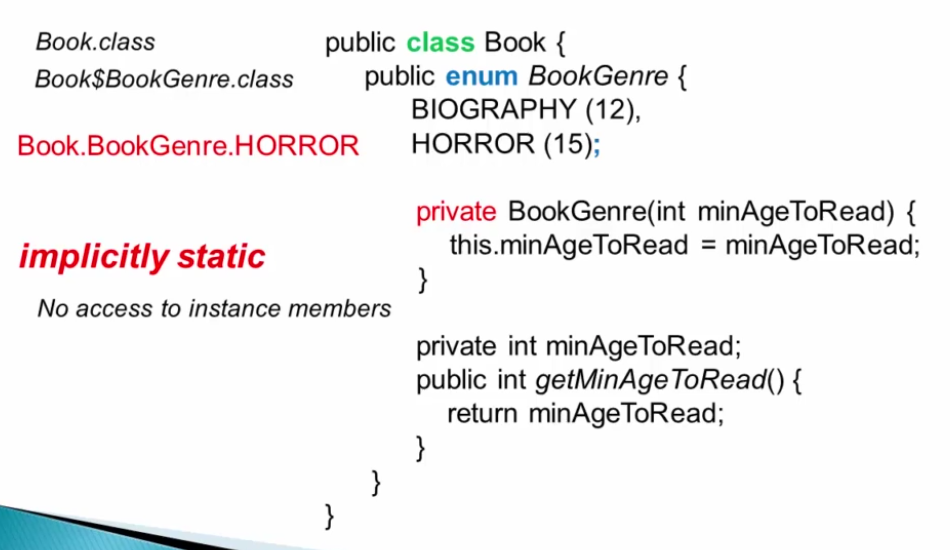 Book.class
Book$BookGenre.class
Book.BookGenre.HORROR
implicitly static
No access to instance members
public class Book {
public enum BookGenre {
BIOGRAPHY (12),
HORROR (15);
private BookGenre(int minAgeToRead) {
this.minAgeToRead = minAgeToRead;
}
private int minAgeToRead;
public int getMinAgeToRead() {
return minAgeToRead;
}
}
}